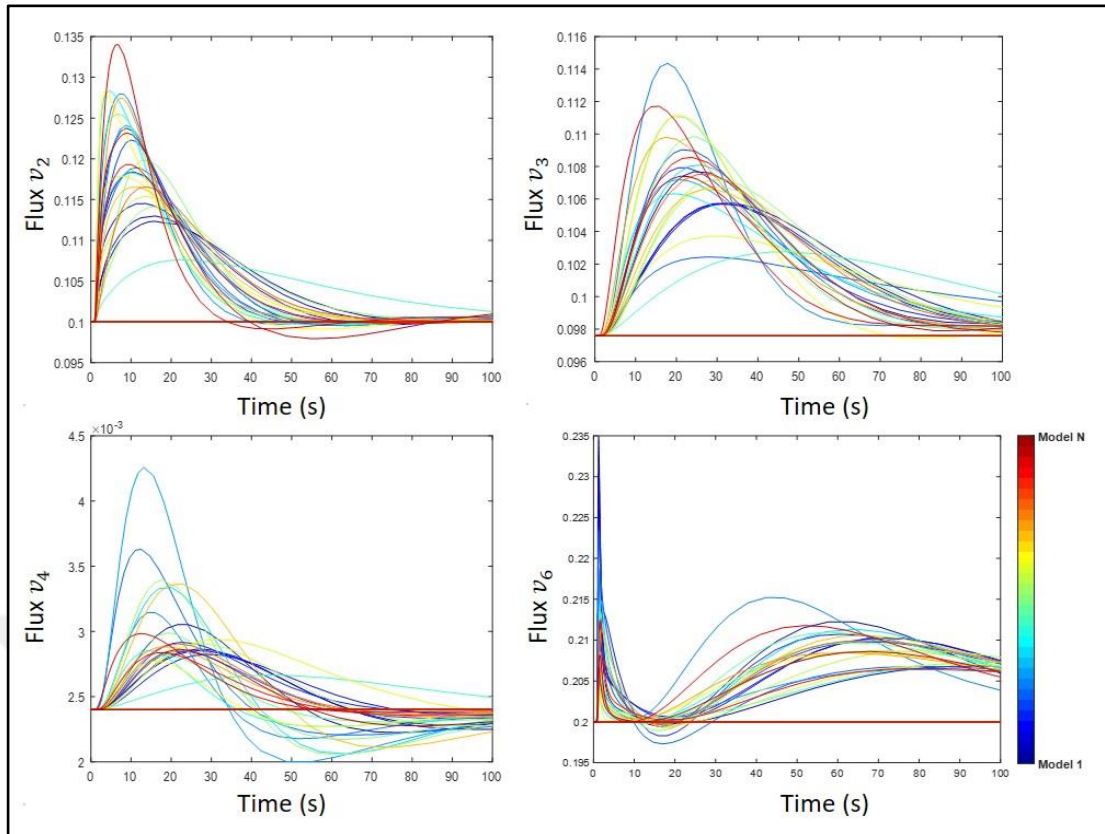 0.135
0.13
0.125
0.12
0.115
0.11
0.105
0.1
0.095
Flux v₂
0 10 20 30 40 50 60 70 80 90 100
Time (s)
0.116
0.114
0.112
0.11
0.108
0.106
0.104
0.102
0.1
0.098
0.096
Flux v₃
0 10 20 30 40 50 60 70 80 90 100
Time (s)
×10⁻³
4.5
4
3.5
3
2.5
2
Flux v₄
0 10 20 30 40 50 60 70 80 90 100
Time (s)
0.235
0.23
0.225
0.22
0.215
0.21
0.205
0.2
0.195
Flux v₆
0 10 20 30 40 50 60 70 80 90 100
Time (s)
Model N
Model 1